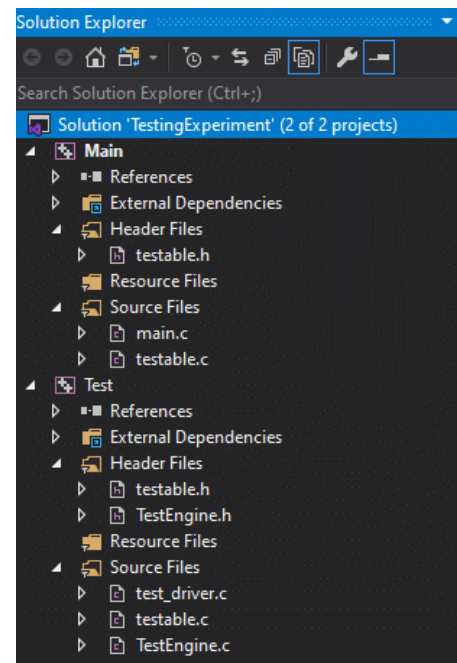 Solution Explorer
Search Solution Explorer (Ctrl+;)
Solution 'TestingExperiment' (2 of 2 projects)
Main
References
External Dependencies
Header Files
testable.h
Resource Files
Source Files
main.c
testable.c
Test
References
External Dependencies
Header Files
testable.h
TestEngine.h
Resource Files
Source Files
test_driver.c
testable.c
TestEngine.c